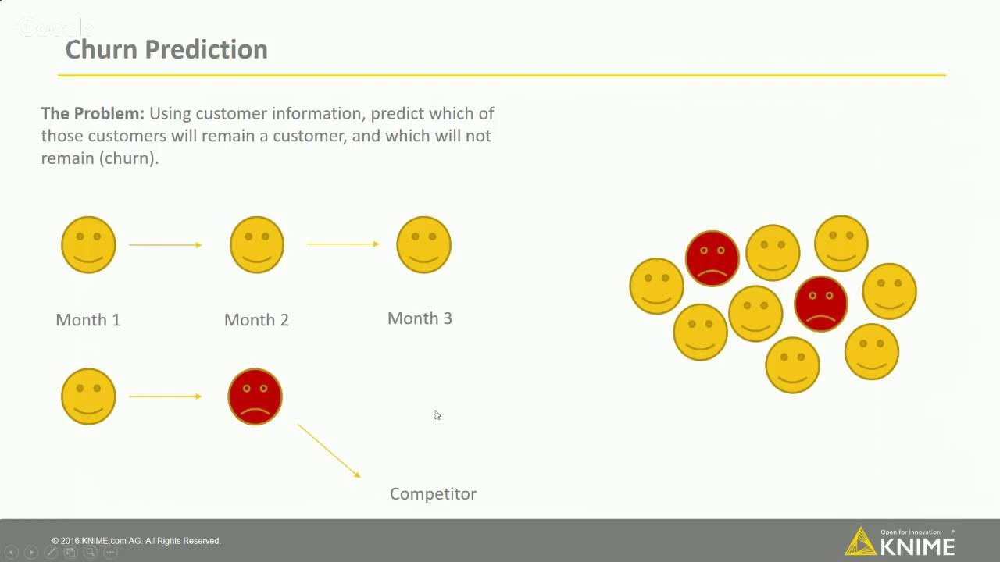 Google
Churn Prediction
The Problem: Using customer information, predict which of
those customers will remain a customer, and which will not
remain (churn).
Month 1
Month 2
Month 3
Competitor
© 2016 KNIME.com AG. All Rights Reserved.
Open for Innovation
KNIME